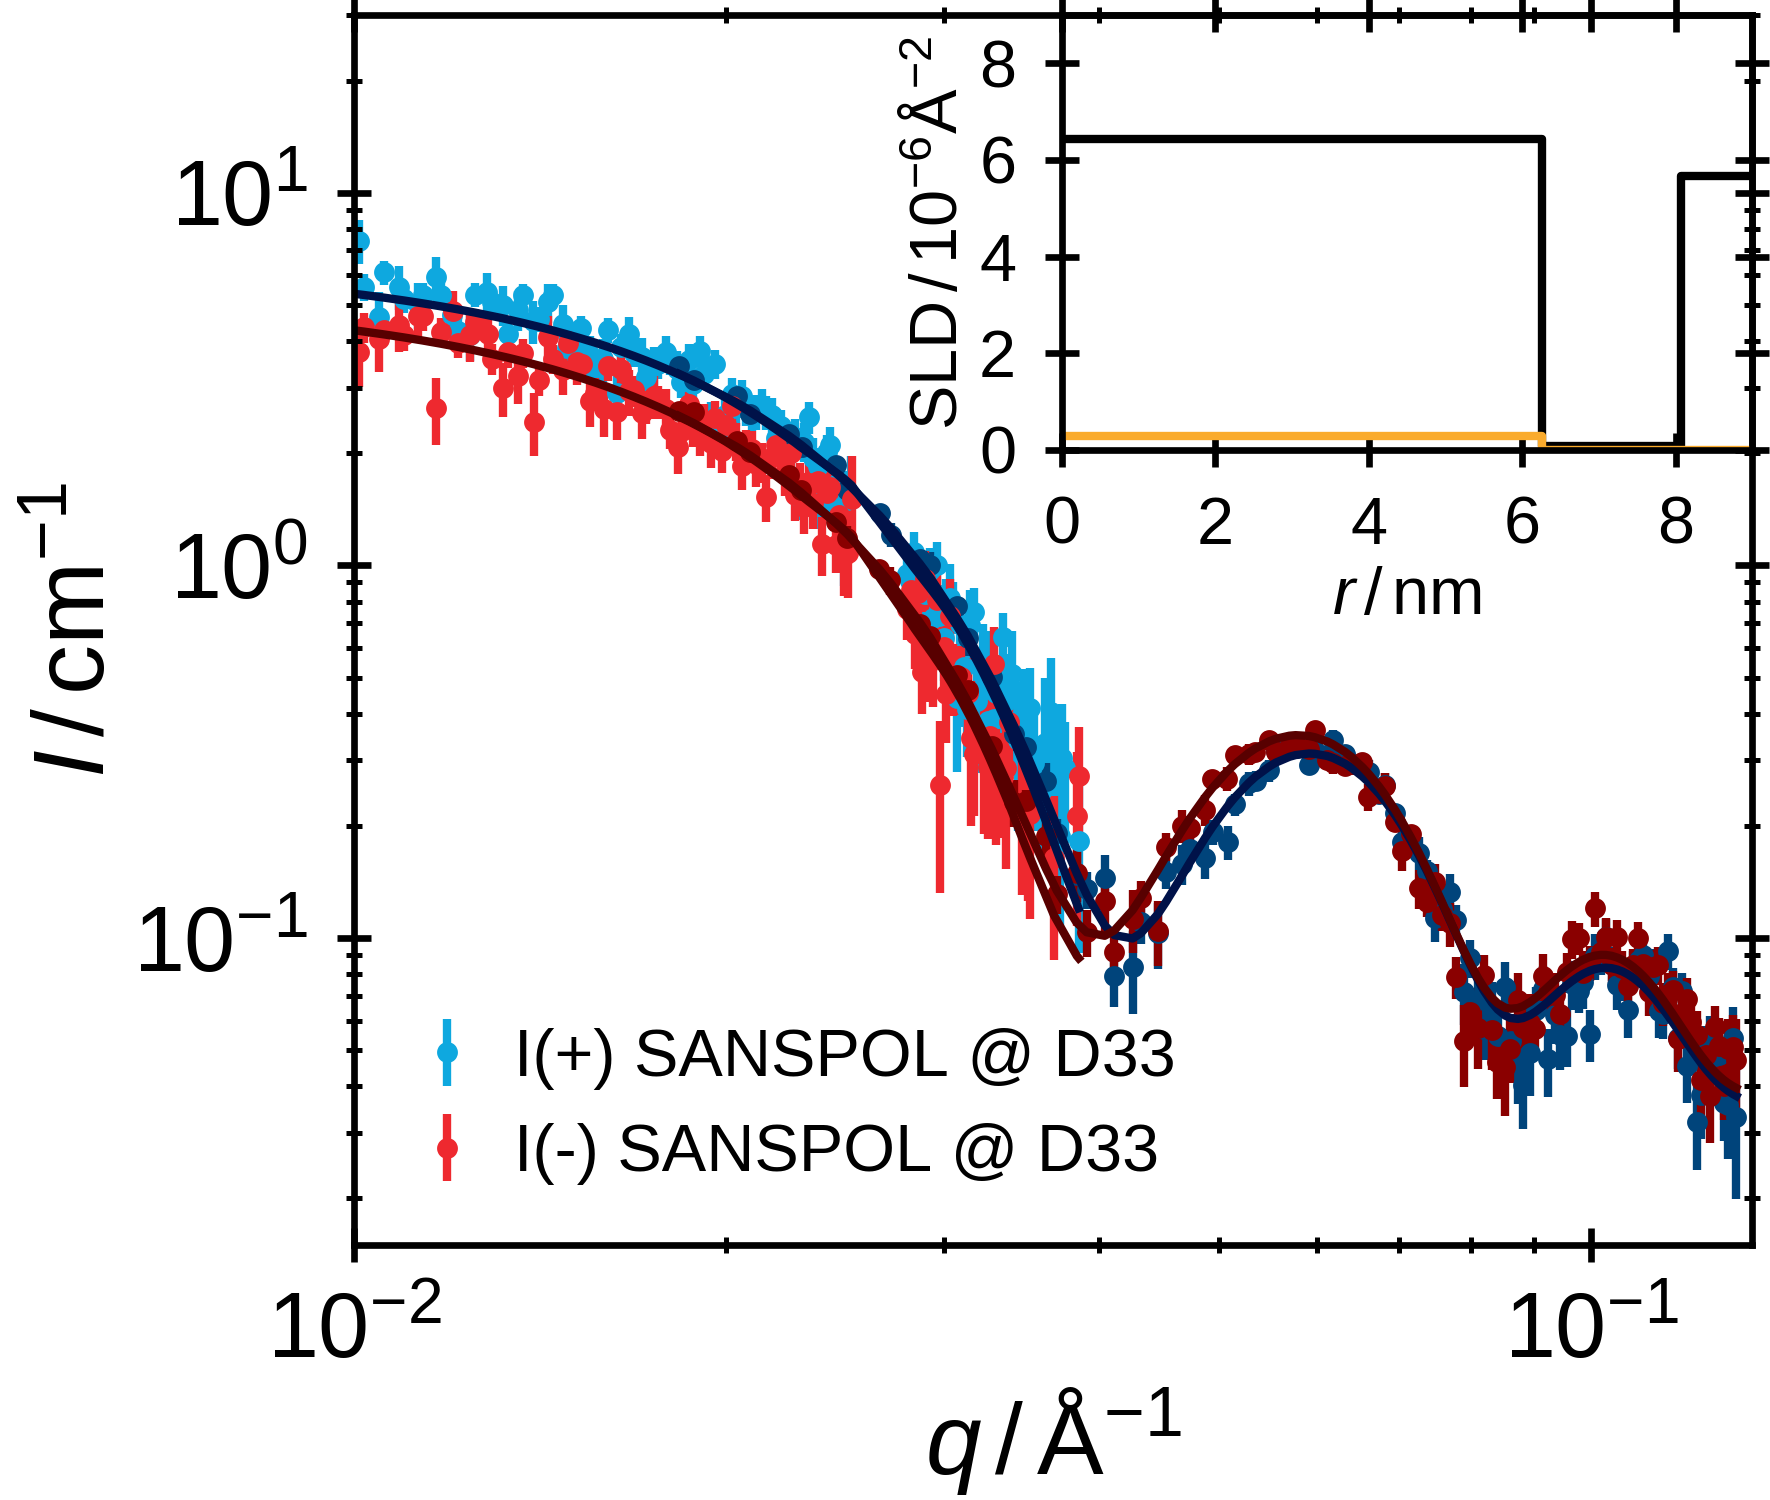 SLD / 10⁻⁶Å⁻²
8
6
4
2
0
0 2 4 6 8
r / nm
I / cm⁻¹
10¹
10⁰
10⁻¹
I(+) SANSPOL @ D33
I(-) SANSPOL @ D33
10⁻² 10⁻¹
q / Å⁻¹